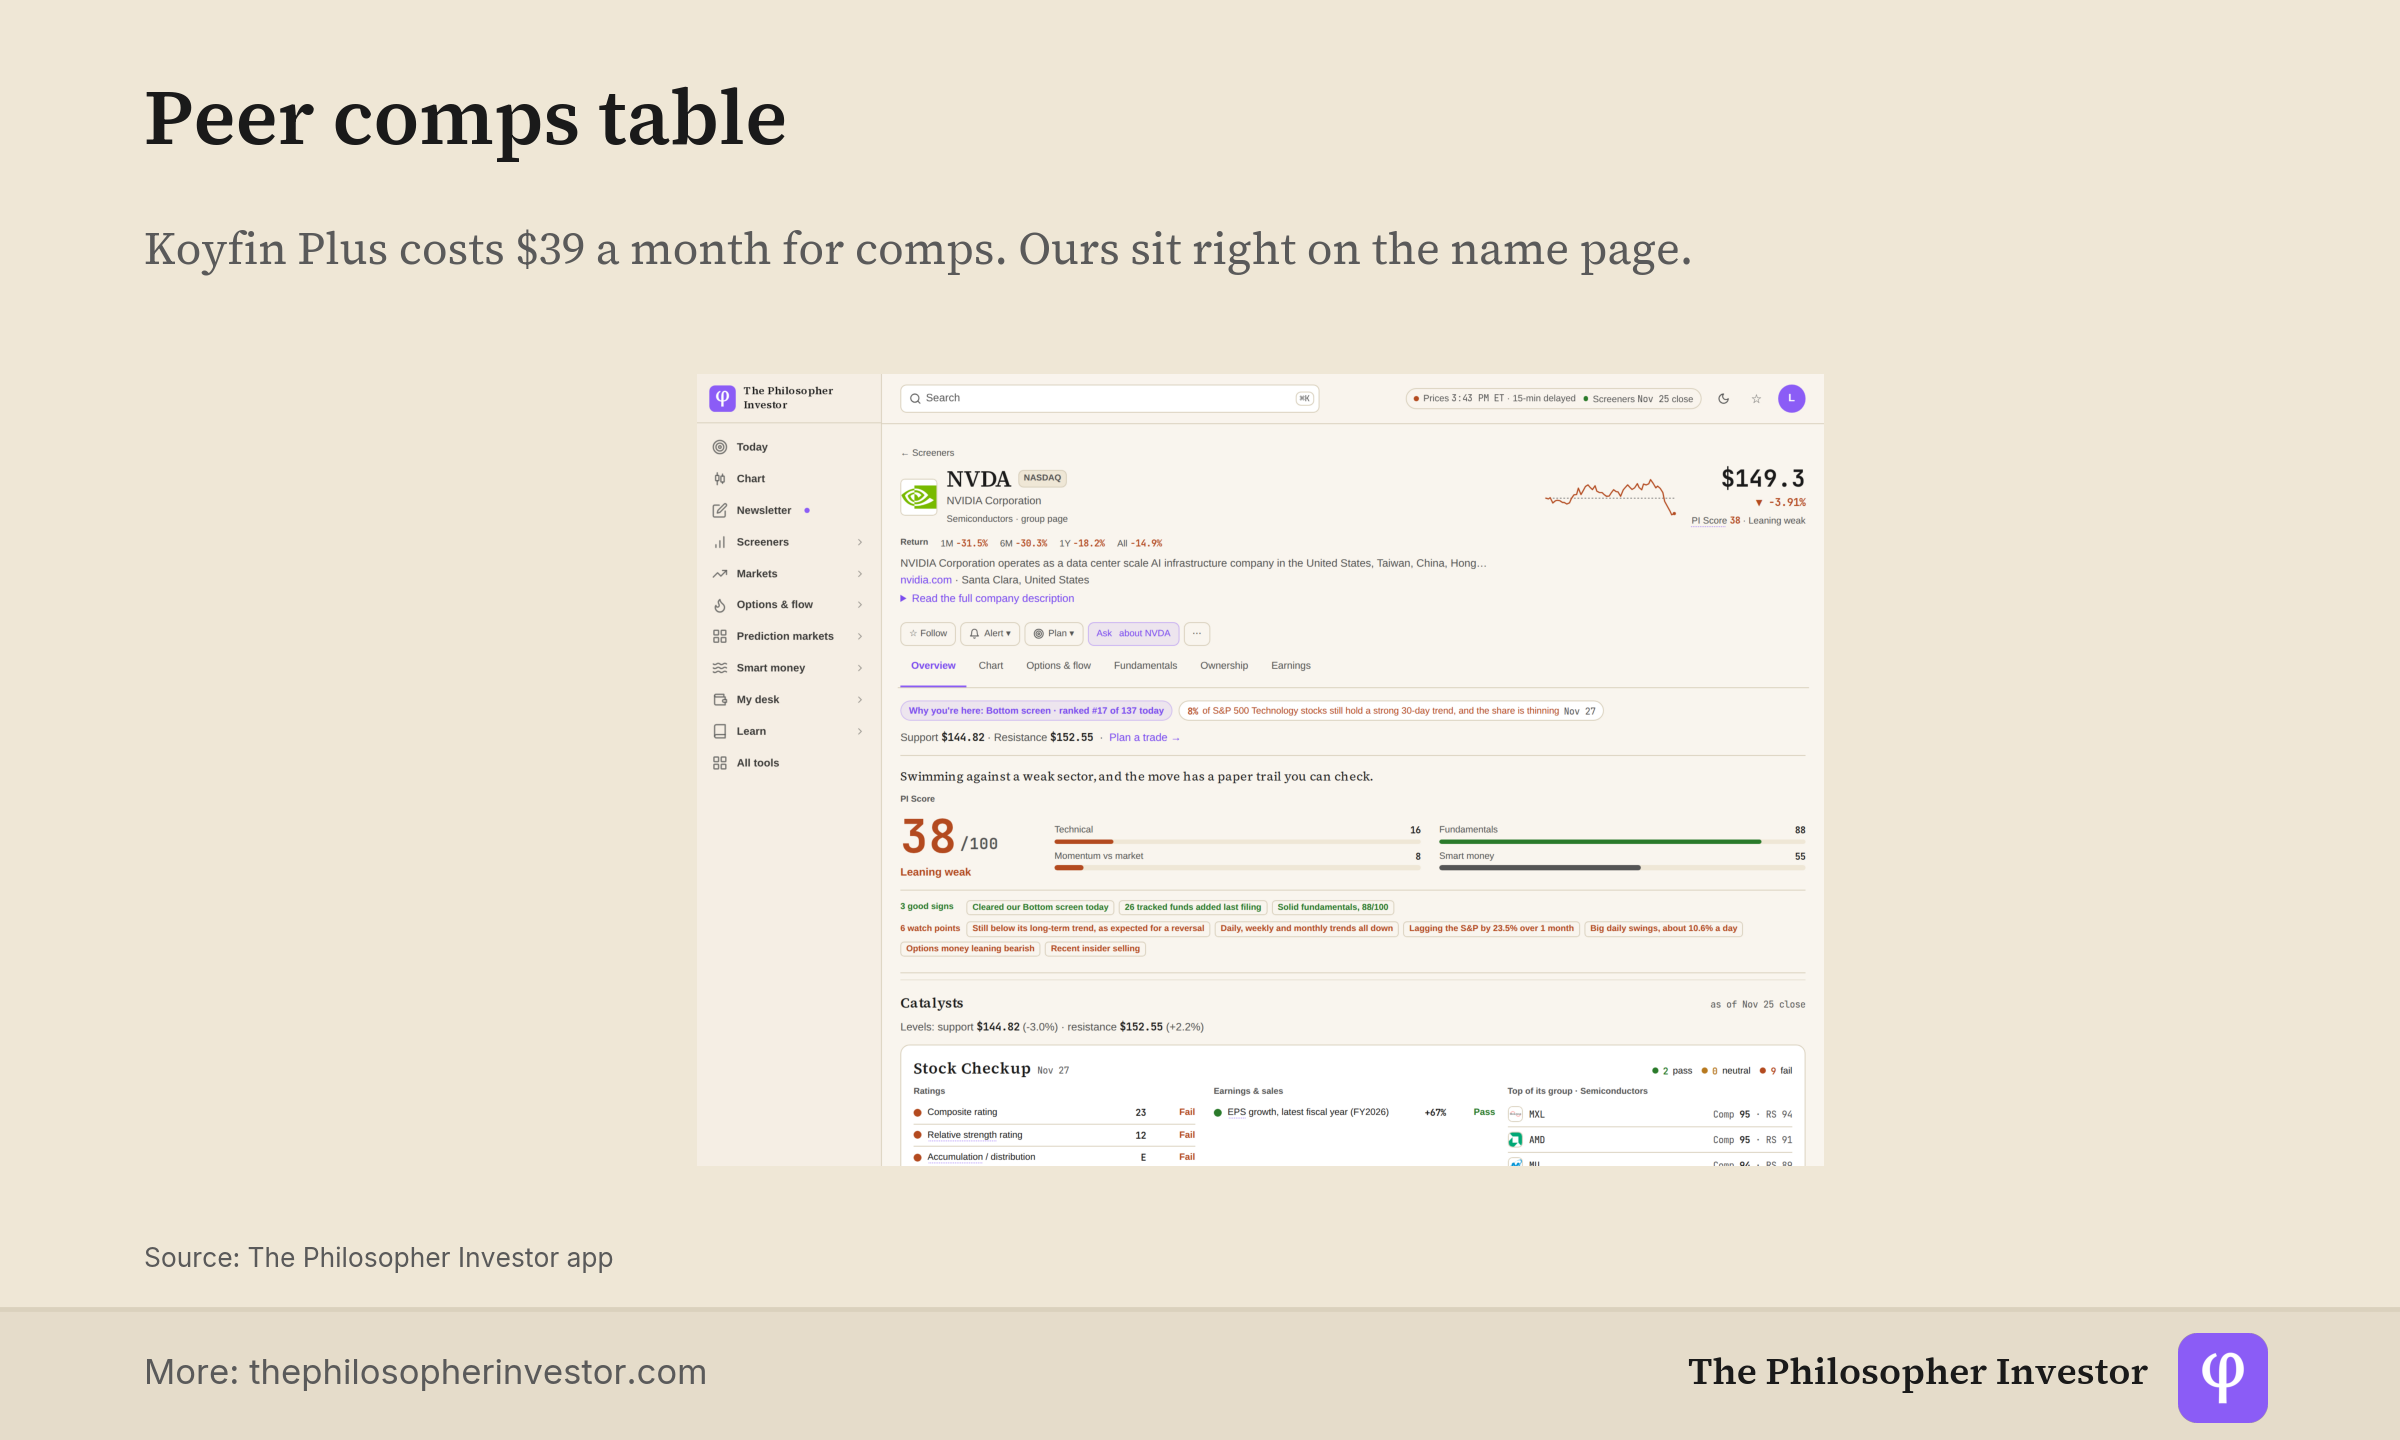 Peer comps table
Koyfin Plus costs $39 a month for comps. Ours sit right on the name page.
The Philosopher
Investor
Search
⌘K
Prices 3:43 PM ET · 15-min delayed
Screeners Nov 25 close
L
Today
Chart
Newsletter
Screeners
Markets
Options & flow
Prediction markets
Smart money
My desk
Learn
All tools
← Screeners
NVDA NASDAQ
NVIDIA Corporation
Semiconductors · group page
$149.3
▼ -3.91%
PI Score 38 · Leaning weak
Return 1M -31.5% 6M -30.3% 1Y -18.2% All -14.9%
NVIDIA Corporation operates as a data center scale AI infrastructure company in the United States, Taiwan, China, Hong…
nvidia.com · Santa Clara, United States
▶ Read the full company description
☆ Follow Alert ▾ Plan ▾ Ask about NVDA ···
Overview Chart Options & flow Fundamentals Ownership Earnings
Why you're here: Bottom screen · ranked #17 of 137 today
8% of S&P 500 Technology stocks still hold a strong 30-day trend, and the share is thinning Nov 27
Support $144.82 · Resistance $152.55 · Plan a trade →
Swimming against a weak sector, and the move has a paper trail you can check.
PI Score
38 /100
Leaning weak
Technical 16
Momentum vs market 8
Fundamentals 88
Smart money 55
3 good signs Cleared our Bottom screen today 26 tracked funds added last filing Solid fundamentals, 88/100
6 watch points Still below its long-term trend, as expected for a reversal Daily, weekly and monthly trends all down Lagging the S&P by 23.5% over 1 month Big daily swings, about 10.6% a day
Options money leaning bearish Recent insider selling
Catalysts as of Nov 25 close
Levels: support $144.82 (-3.0%) · resistance $152.55 (+2.2%)
Stock Checkup Nov 27
2 pass 0 neutral 9 fail
Ratings
Composite rating 23 Fail
Relative strength rating 12 Fail
Accumulation / distribution E Fail
Earnings & sales
EPS growth, latest fiscal year (FY2026) +67% Pass
Top of its group · Semiconductors
MXL Comp 95 · RS 94
AMD Comp 95 · RS 91
MU Comp 94 · RS 89
Source: The Philosopher Investor app
More: thephilosopherinvestor.com
The Philosopher Investor
φ